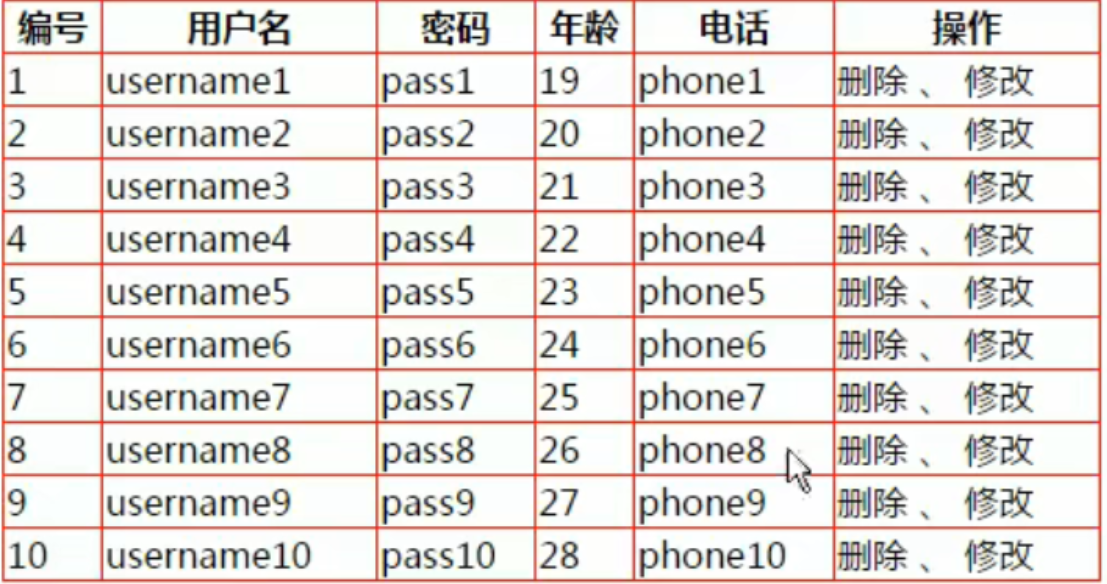 编号 用户名 密码 年龄 电话 操作
1 username1 pass1 19 phone1 删除 、 修改
2 username2 pass2 20 phone2 删除 、 修改
3 username3 pass3 21 phone3 删除 、 修改
4 username4 pass4 22 phone4 删除 、 修改
5 username5 pass5 23 phone5 删除 、 修改
6 username6 pass6 24 phone6 删除 、 修改
7 username7 pass7 25 phone7 删除 、 修改
8 username8 pass8 26 phone8 删除 、 修改
9 username9 pass9 27 phone9 删除 、 修改
10 username10 pass10 28 phone10 删除 、 修改